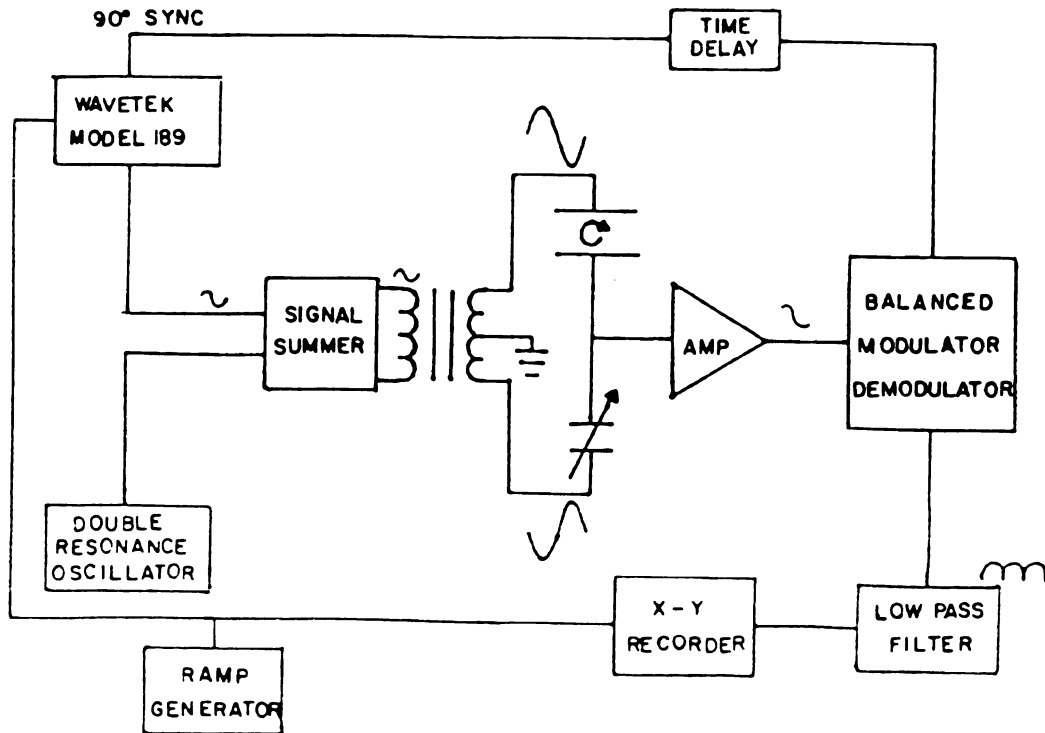 90° SYNC
TIME
DELAY
WAVETEK
MODEL 189
SIGNAL
SUMMER
C
AMP
BALANCED
MODULATOR
DEMODULATOR
DOUBLE
RESONANCE
OSCILLATOR
X-Y
RECORDER
LOW PASS
FILTER
RAMP
GENERATOR